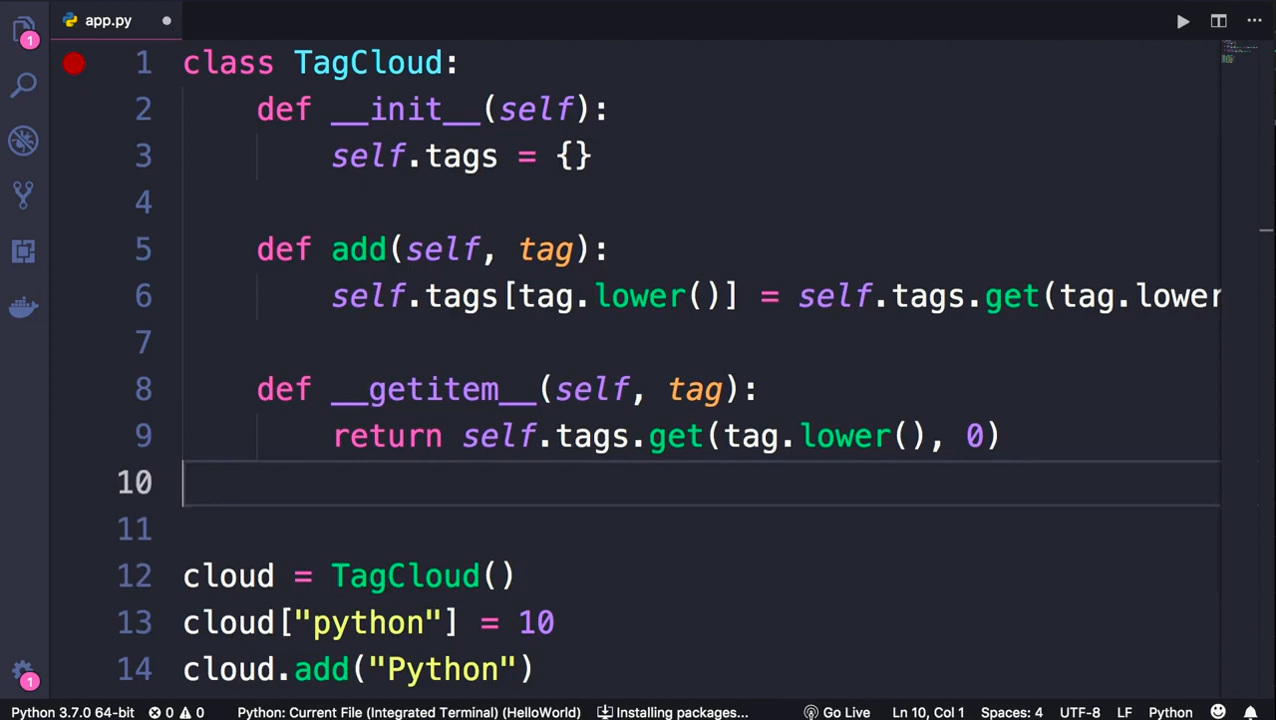 app.py
1 class TagCloud:
2 def __init__(self):
3 self.tags = {}
4
5 def add(self, tag):
6 self.tags[tag.lower()] = self.tags.get(tag.lower
7
8 def __getitem__(self, tag):
9 return self.tags.get(tag.lower(), 0)
10
11
12 cloud = TagCloud()
13 cloud["python"] = 10
14 cloud.add("Python")
1
1
Python 3.7.0 64-bit 0 0 Python: Current File (Integrated Terminal) (HelloWorld) Installing packages... Go Live Ln 10, Col 1 Spaces: 4 UTF-8 LF Python